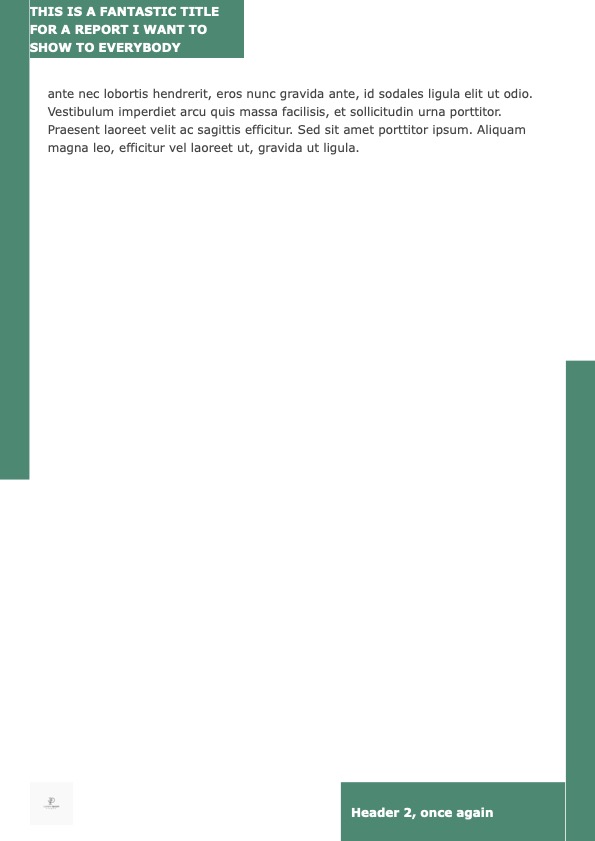 THIS IS A FANTASTIC TITLE
FOR A REPORT I WANT TO
SHOW TO EVERYBODY
ante nec lobortis hendrerit, eros nunc gravida ante, id sodales ligula elit ut odio.
Vestibulum imperdiet arcu quis massa facilisis, et sollicitudin urna porttitor.
Praesent laoreet velit ac sagittis efficitur. Sed sit amet porttitor ipsum. Aliquam
magna leo, efficitur vel laoreet ut, gravida ut ligula.
Header 2, once again